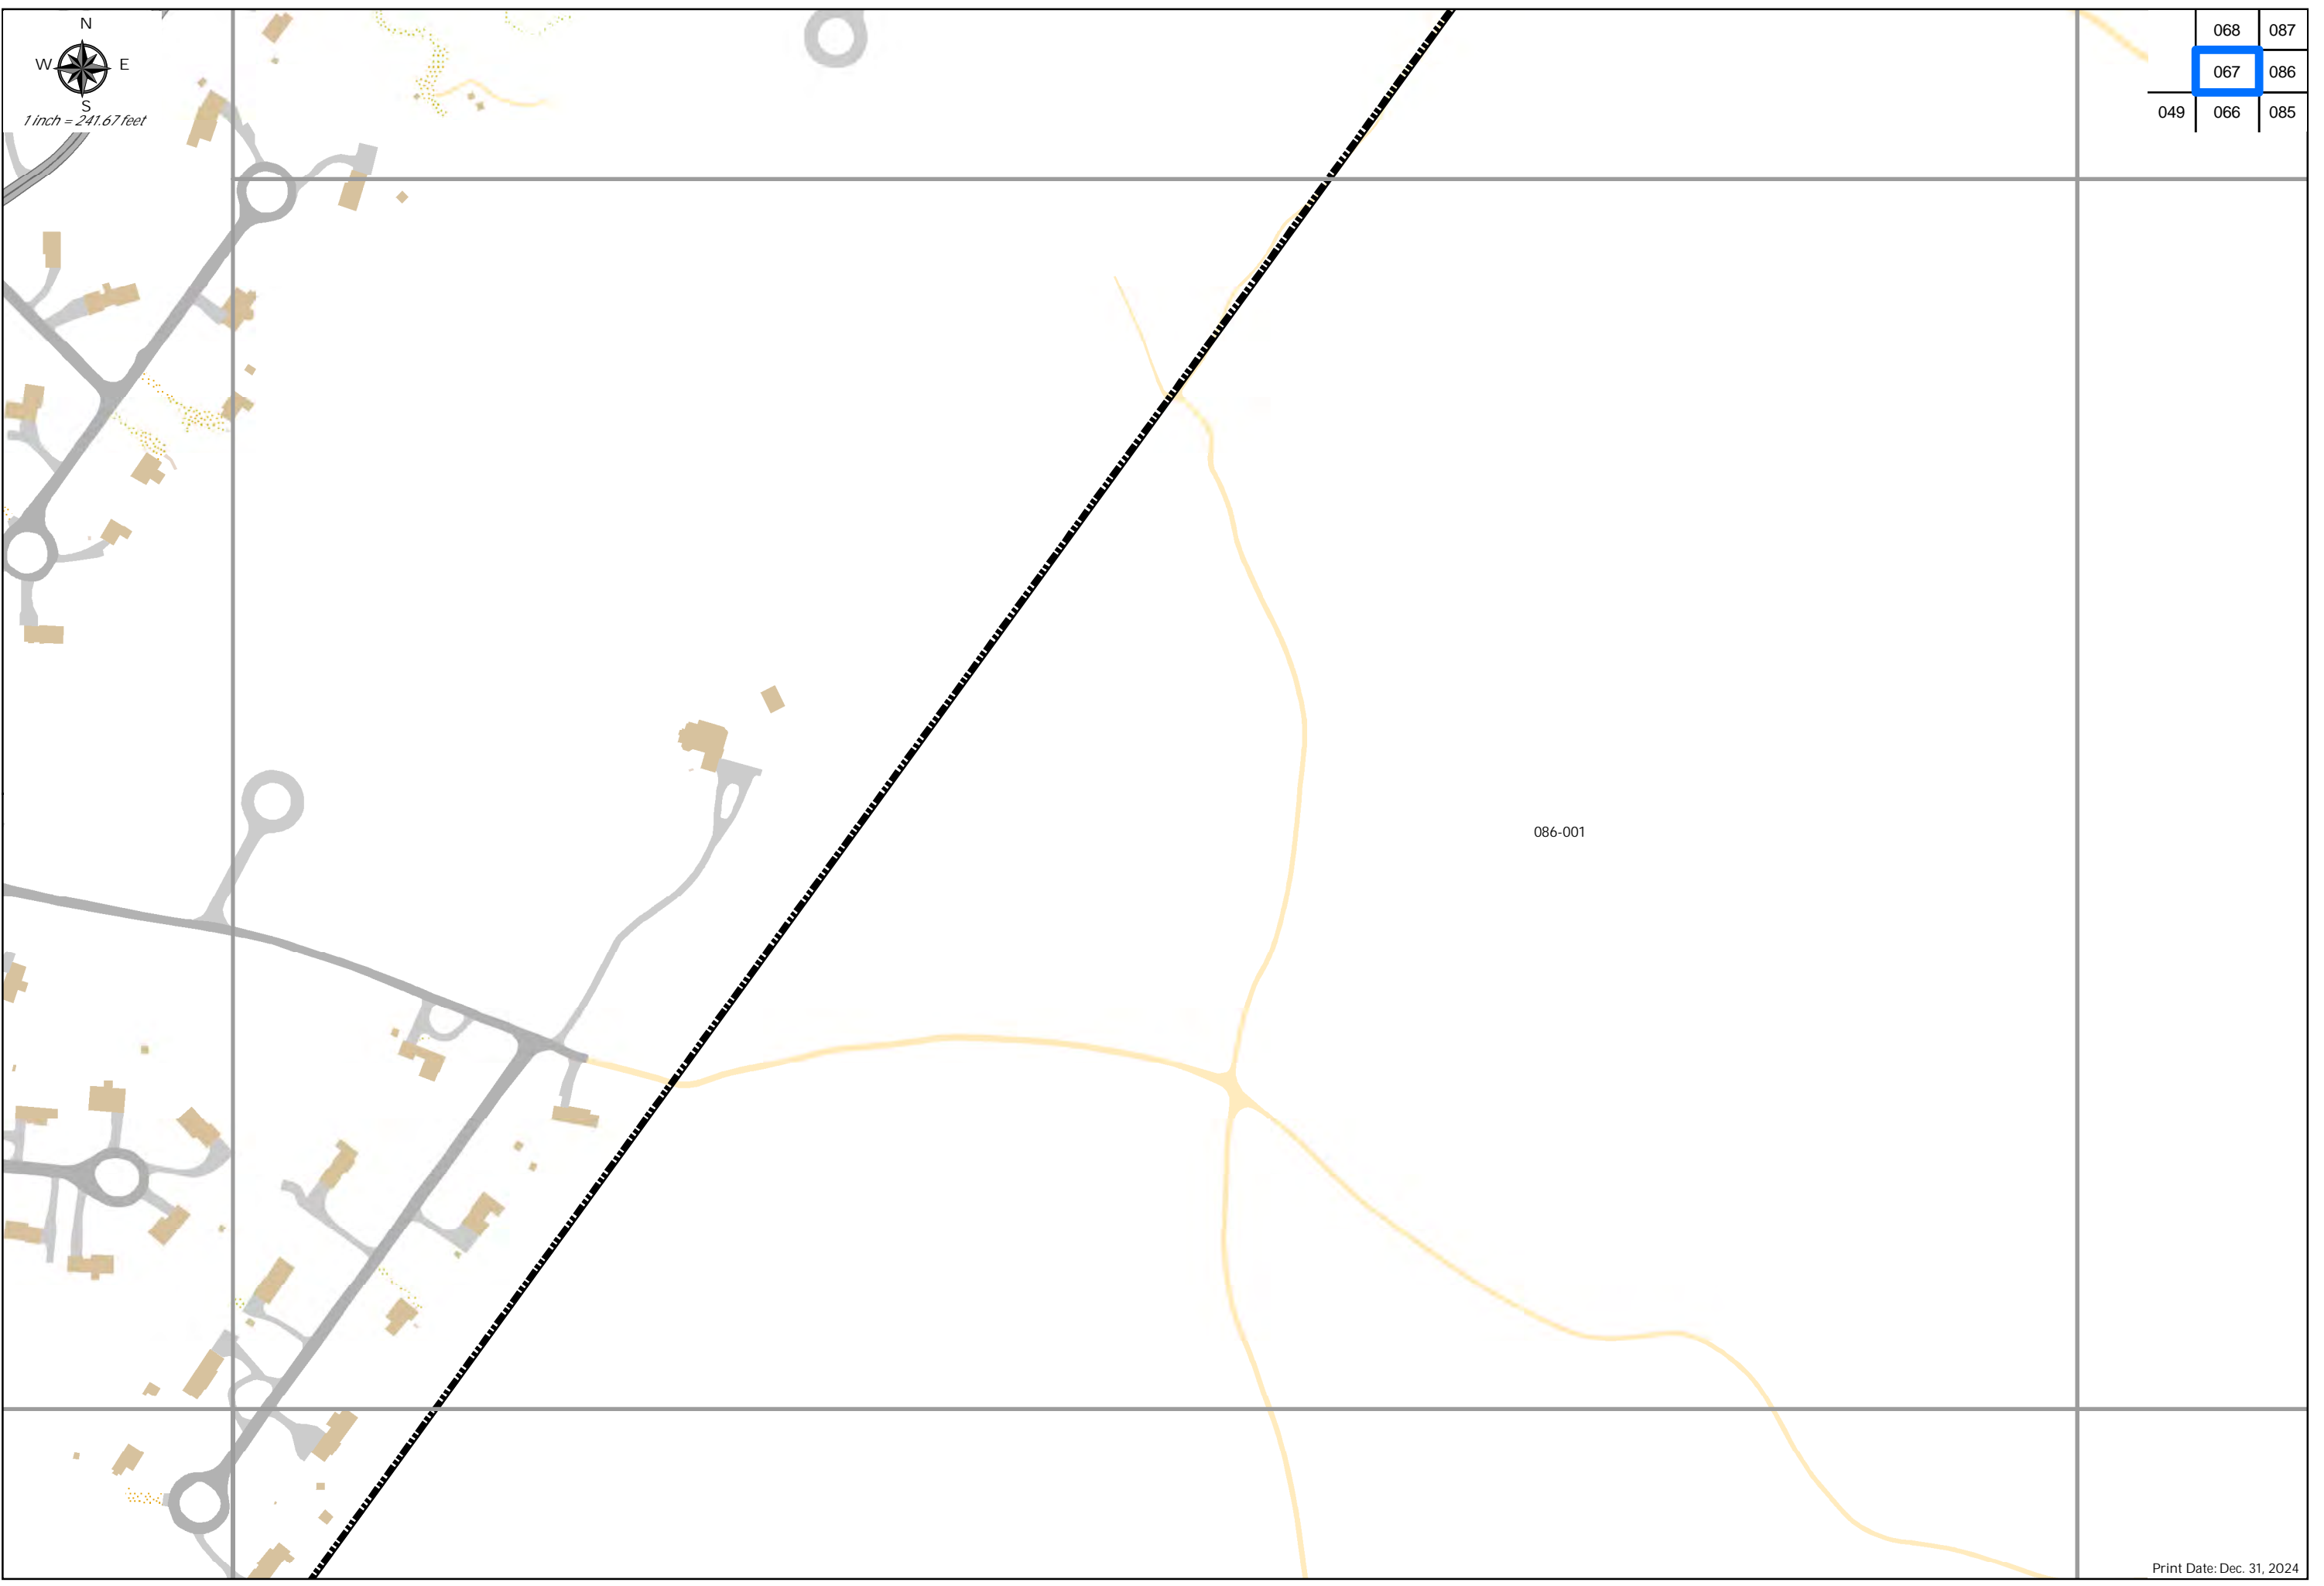 N
W E
S
1 inch = 241.67 feet
068 087
067 086
049 066 085
086-001
Print Date: Dec. 31, 2024